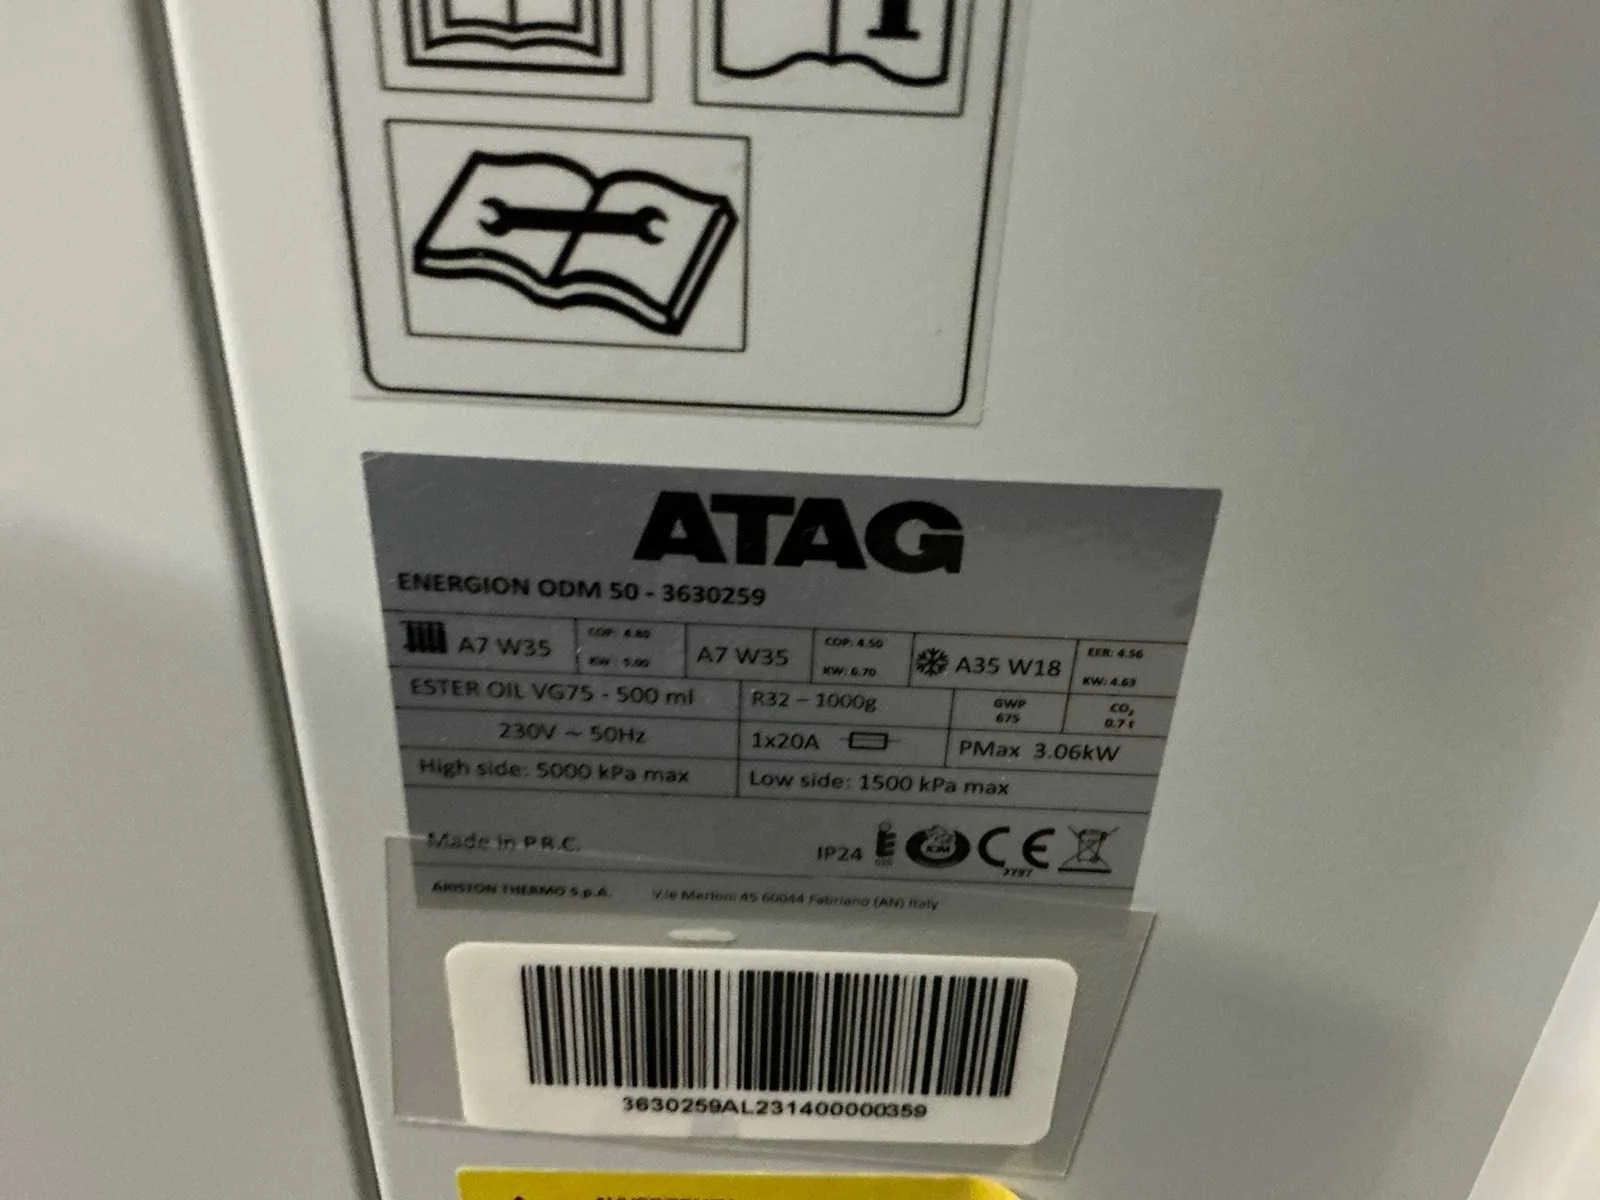 i
ATAG
ENERGION ODM 50 - 3630259
A7 W35
COP: 4.80
KW: 5.00
A7 W35
COP: 4.50
KW: 6.70
A35 W18
EER: 4.56
KW: 4.63
ESTER OIL VG75 - 500 ml
R32 - 1000g
GWP
675
CO₂
0.7 t
230V ~ 50Hz
1x20A
PMax 3.06kW
High side: 5000 kPa max
Low side: 1500 kPa max
Made in P.R.C.
IP24
CE
ARISTON THERMO S.p.A.
V.le Merloni 45 60044 Fabriano (AN) Italy
3630259AL231400000359